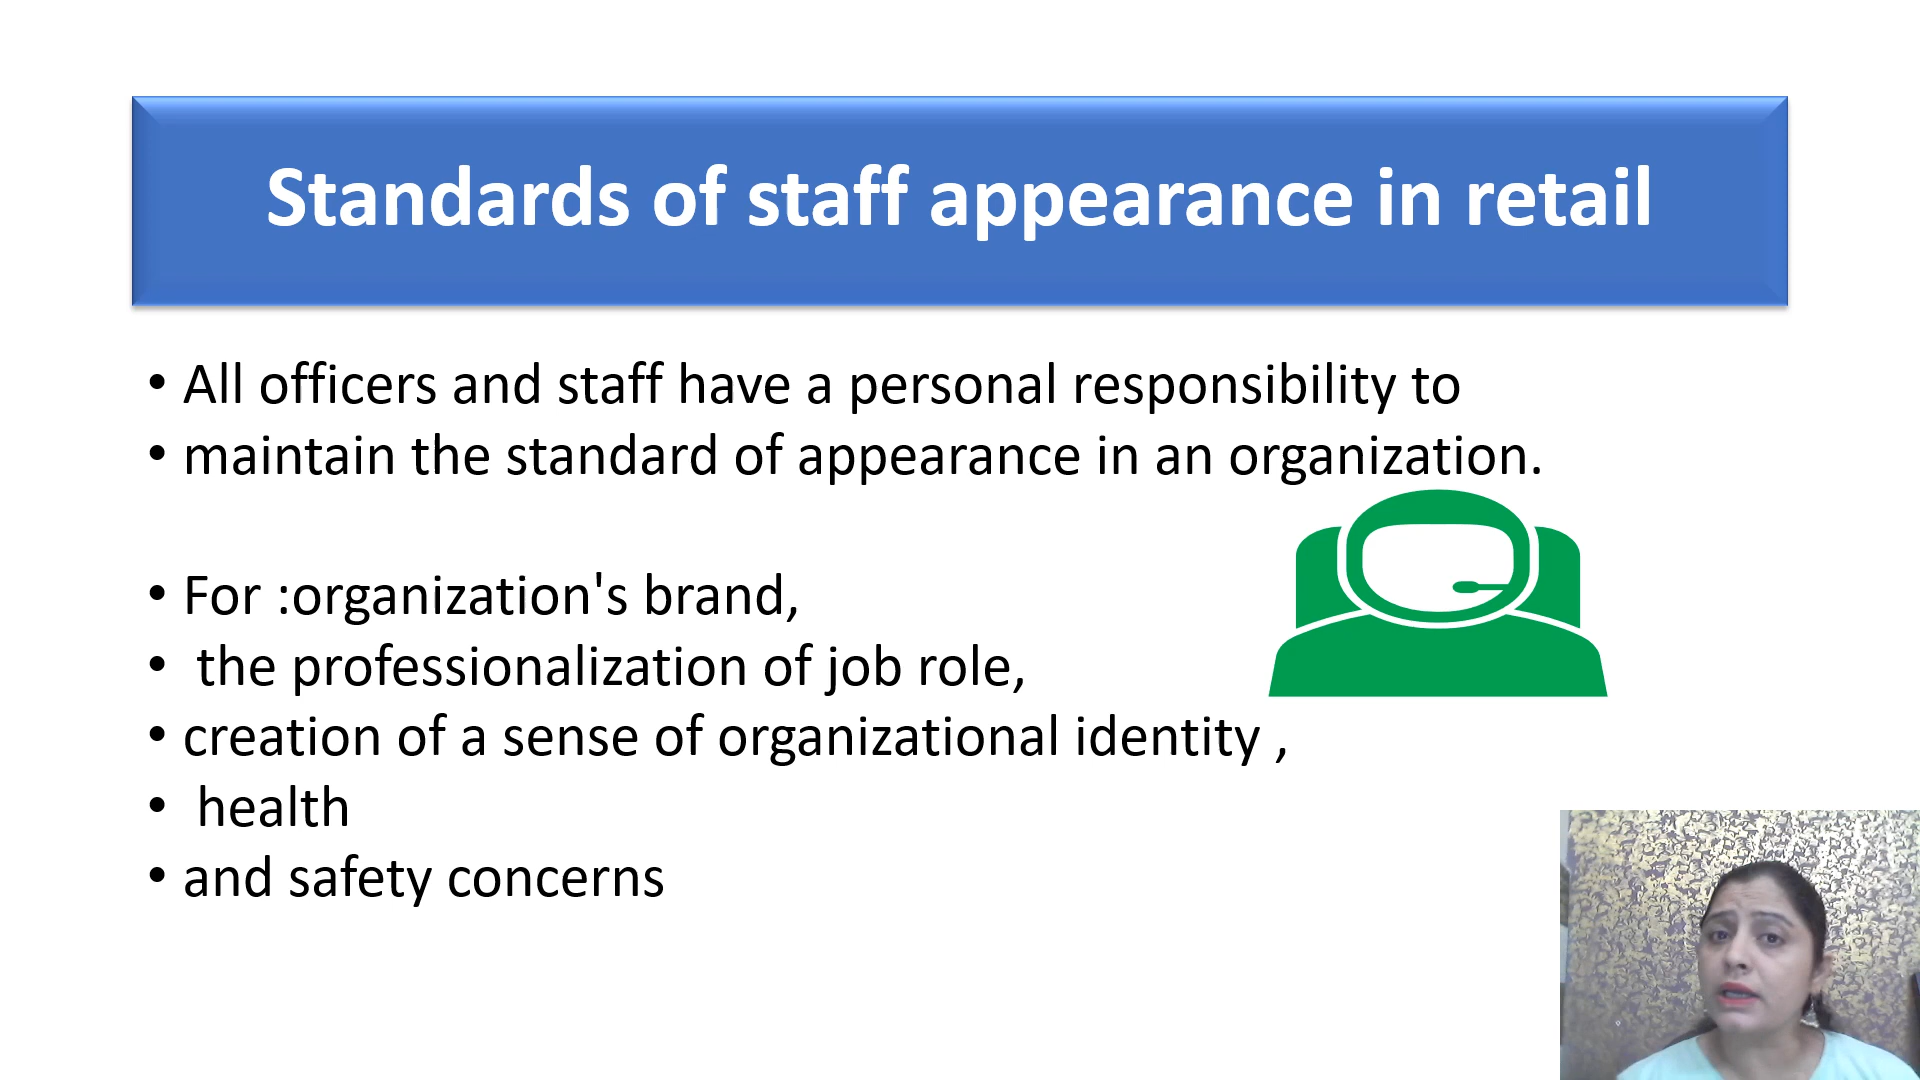 Standards of staff appearance in retail
• All officers and staff have a personal responsibility to
• maintain the standard of appearance in an organization.
• For :organization's brand,
• the professionalization of job role,
• creation of a sense of organizational identity ,
• health
• and safety concerns